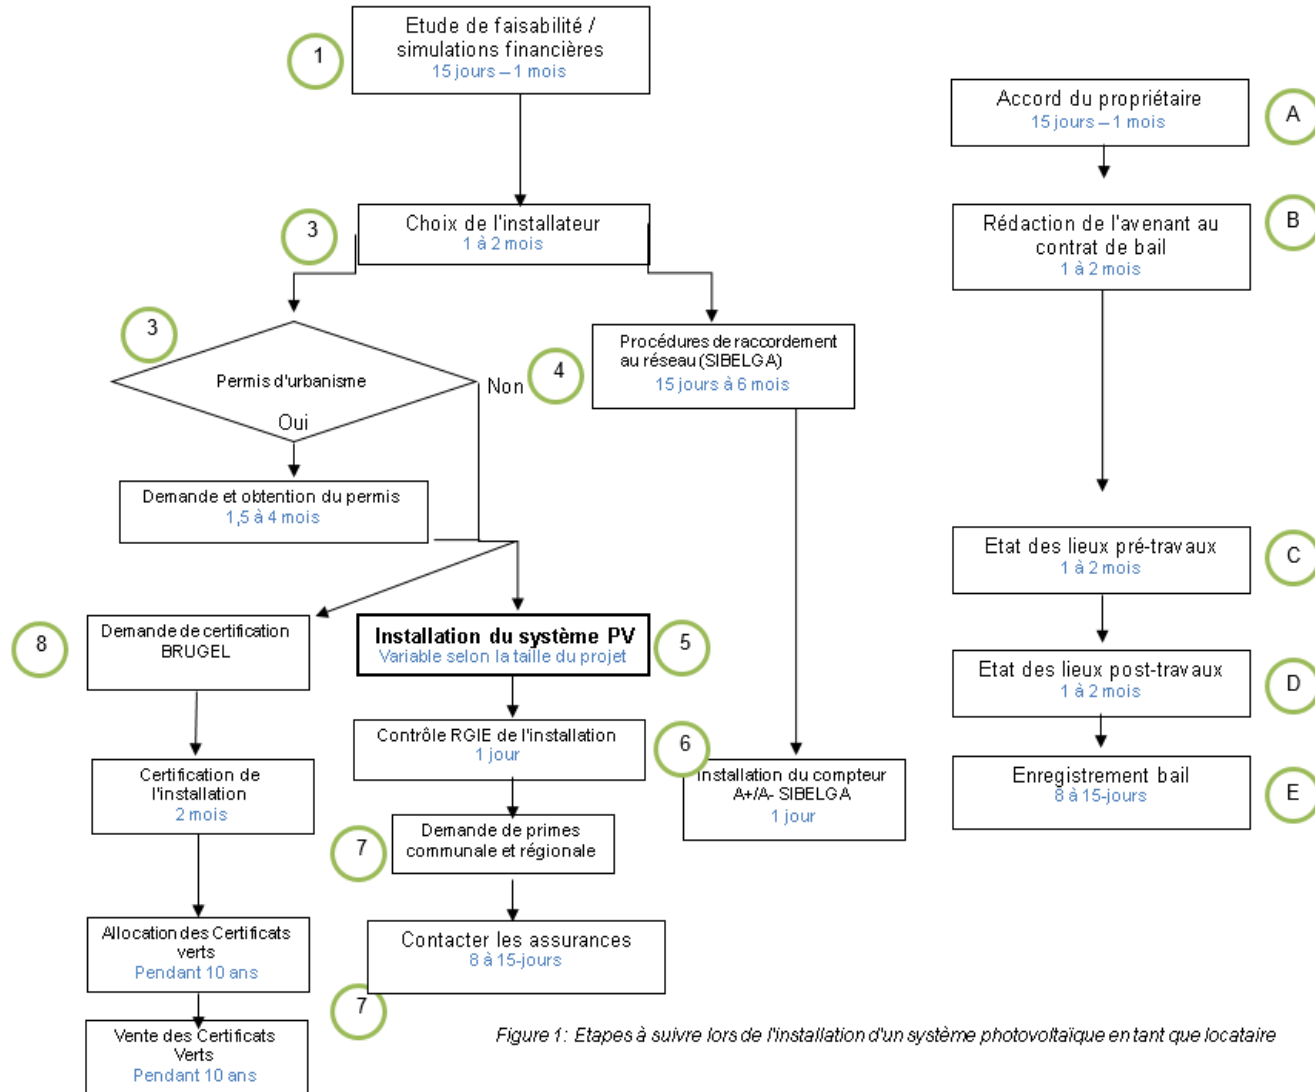 1
Etude de faisabilité /
simulations financières
15 jours – 1 mois
3
Choix de l'installateur
1 à 2 mois
3
Permis d'urbanisme
Oui
Non
Demande et obtention du permis
1,5 à 4 mois
4
Procédures de raccordement
au réseau (SIBELGA)
15 jours à 6 mois
8
Demande de certification
BRUGEL
Installation du système PV
Variable selon la taille du projet
5
Contrôle RGIE de l'installation
1 jour
6
Installation du compteur
A+/A- SIBELGA
1 jour
Certification de
l'installation
2 mois
7
Demande de primes
communale et régionale
Allocation des Certificats
verts
Pendant 10 ans
Contacter les assurances
8 à 15-jours
7
Vente des Certificats
Verts
Pendant 10 ans
Accord du propriétaire
15 jours – 1 mois
A
Rédaction de l'avenant au
contrat de bail
1 à 2 mois
B
Etat des lieux pré-travaux
1 à 2 mois
C
Etat des lieux post-travaux
1 à 2 mois
D
Enregistrement bail
8 à 15-jours
E
Figure 1: Etapes à suivre lors de l'installation d'un système photovoltaïque en tant que locataire